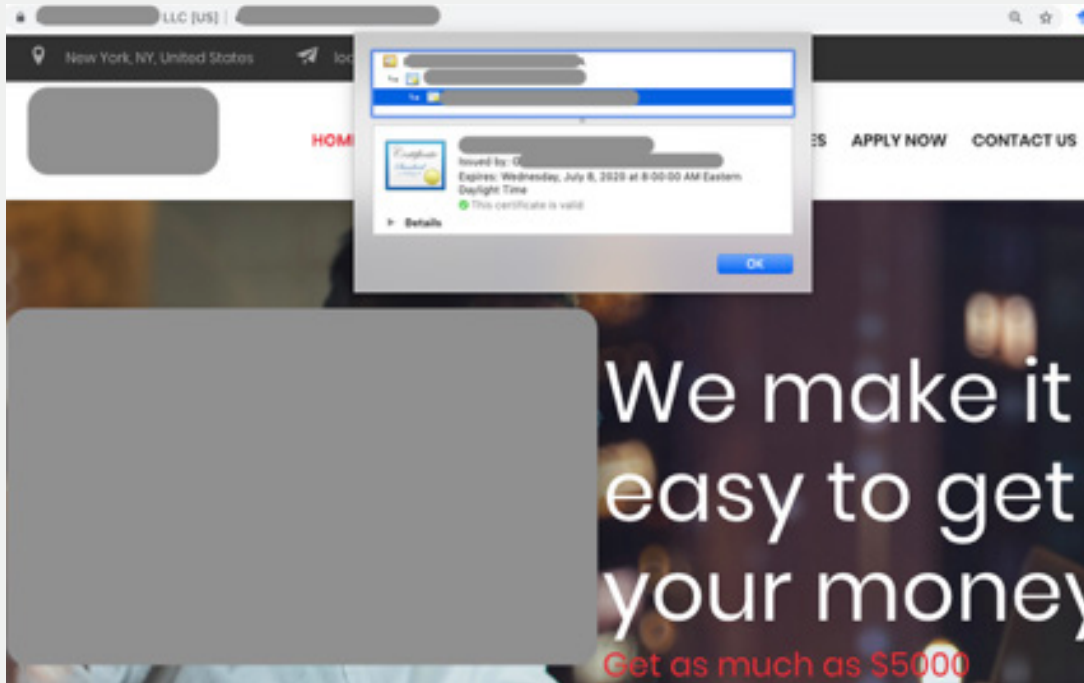 LLC [US] |
New York, NY, United States
HOME
APPLY NOW
CONTACT US
Certificate
Standard
Issued by:
Expires: Wednesday, July 8, 2020 at 8:00:00 AM Eastern
Daylight Time
This certificate is valid
Details
OK
We make it
easy to get
your money
Get as much as $5000